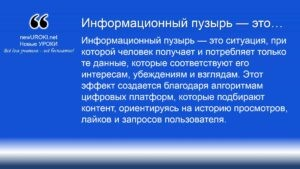 Информационный пузырь — это…
newUROKI.net
Новые УРОКИ
Всё для учителя - всё бесплатно!
Информационный пузырь — это ситуация, при
которой человек получает и потребляет только
те данные, которые соответствуют его
интересам, убеждениям и взглядам. Этот
эффект создается благодаря алгоритмам
цифровых платформ, которые подбирают
контент, ориентируясь на историю просмотров,
лайков и запросов пользователя.